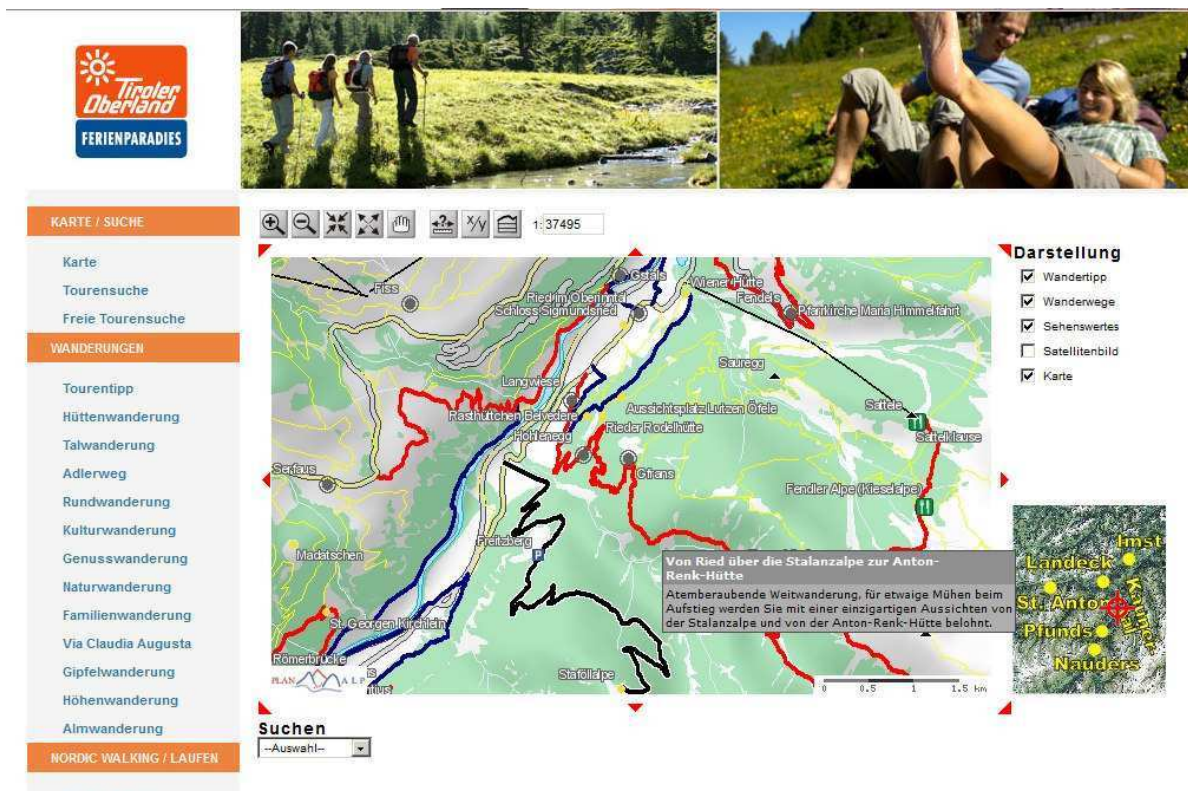 Tiroler
Oberland
FERIENPARADIES
KARTE / SUCHE
Karte
Tourensuche
Freie Tourensuche
WANDERUNGEN
Tourentipp
Hüttenwanderung
Talwanderung
Adlerweg
Rundwanderung
Kulturwanderung
Genusswanderung
Naturwanderung
Familienwanderung
Via Claudia Augusta
Gipfelwanderung
Höhenwanderung
Almwanderung
NORDIC WALKING / LAUFEN
x/y
1: 37495
Gstals
Wiener Hütte
Fiss
Ried im Oberinntal
Schloss Sigmundsried
Fendels
Pfarrkirche Maria Himmelfahrt
Sauregg
Langwiese
Rasthüttchen Belvedere
Aussichtsplatz Lutzen Öfele
Sattele
Hohlenegg
Rieder Rodelhütte
Sattelklause
Serfaus
Gfrans
Fendler Alpe (Kieselalpe)
Freitzberg
P
Madatschen
Von Ried über die Stalanzalpe zur Anton-
Renk-Hütte
Atemberaubende Weitwanderung, für etwaige Mühen beim
Aufstieg werden Sie mit einer einzigartigen Aussichten von
der Stalanzalpe und von der Anton-Renk-Hütte belohnt.
St. Georgen Kirchlein
Römerbrücke
Staföllalpe
PLAN ALP
0 0.5 1 1.5 km
Suchen
--Auswahl--
Darstellung
Wandertipp
Wanderwege
Sehenswertes
Satellitenbild
Karte
Imst
Landeck
St. Anton
Kauner
Pfunds
Nauders